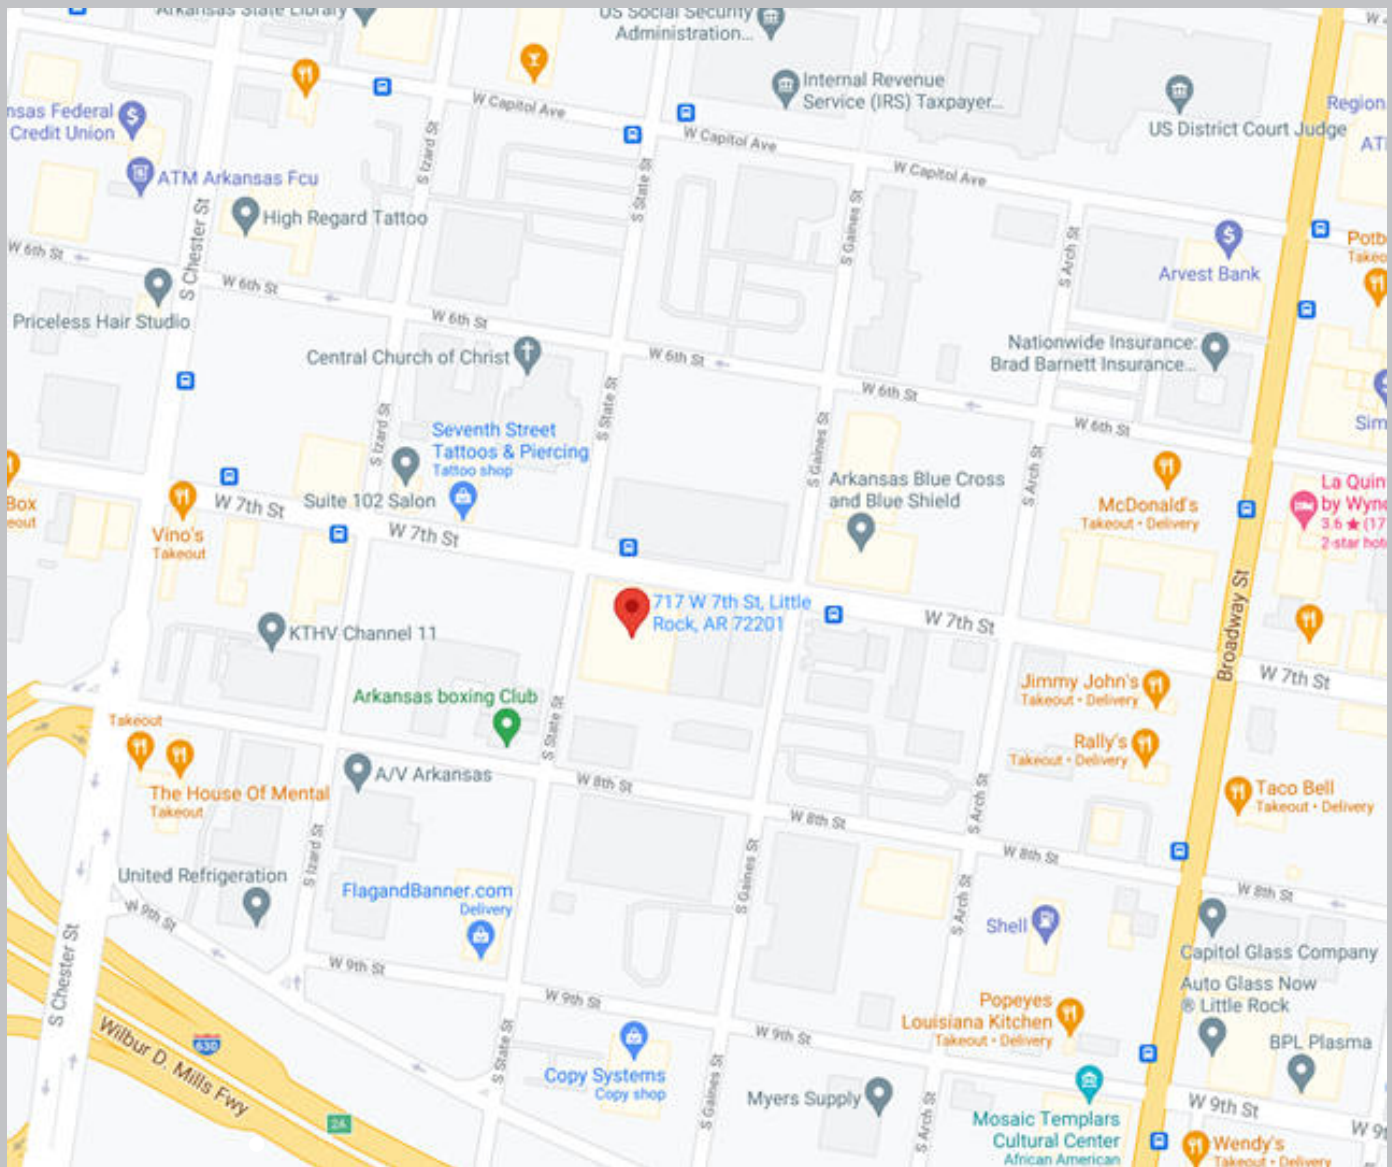 Arkansas State Library
US Social Security
Administration...
W Capitol Ave
Internal Revenue
Service (IRS) Taxpayer...
US District Court Judge
Region
nsas Federal
Credit Union
S Izard St
W Capitol Ave
W Capitol Ave
ATM Arkansas Fcu
High Regard Tattoo
S Chester St
S State St
S Gaines St
S Arch St
Arvest Bank
Potb
Takeo
W 6th St
W 6th St
W 6th St
Priceless Hair Studio
Central Church of Christ
W 6th St
Nationwide Insurance:
Brad Barnett Insurance...
W 6th St
W 6th St
Sim
S Izard St
S State St
S Gaines St
S Arch St
Seventh Street
Tattoos & Piercing
Tattoo shop
Suite 102 Salon
Arkansas Blue Cross
and Blue Shield
McDonald's
Takeout • Delivery
La Quin
by Wynd
3.6 ★ (17
2-star hote
Box
eout
Vino's
Takeout
W 7th St
W 7th St
717 W 7th St, Little
Rock, AR 72201
W 7th St
Broadway St
W 7th St
KTHV Channel 11
Arkansas boxing Club
S State St
Jimmy John's
Takeout • Delivery
Rally's
Takeout • Delivery
Takeout
The House Of Mental
Takeout
A/V Arkansas
W 8th St
W 8th St
S Arch St
W 8th St
Taco Bell
Takeout • Delivery
W 8th St
S Izard St
S Gaines St
S Arch St
United Refrigeration
FlagandBanner.com
Delivery
W 9th St
Shell
Capitol Glass Company
S Chester St
W 9th St
W 9th St
Auto Glass Now
® Little Rock
Popeyes
Louisiana Kitchen
Takeout • Delivery
W 9th St
BPL Plasma
630
Wilbur D. Mills Fwy
S State St
S Gaines St
Copy Systems
Copy shop
Myers Supply
S Arch St
2A
Mosaic Templars
Cultural Center
African American
W 9th St
Wendy's
Takeout • Delivery